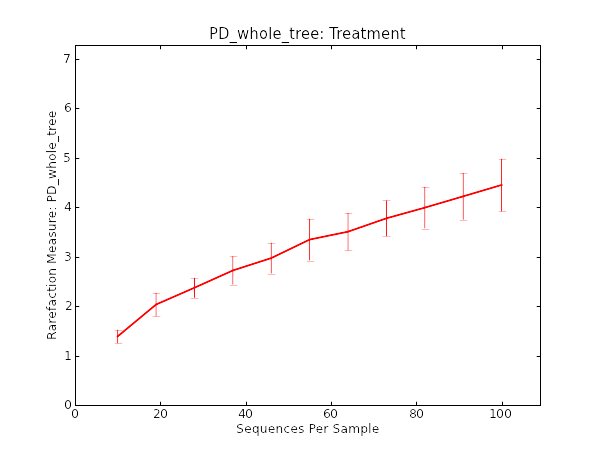 PD_whole_tree: Treatment
Rarefaction Measure: PD_whole_tree
7
6
5
4
3
2
1
0
0 20 40 60 80 100
Sequences Per Sample